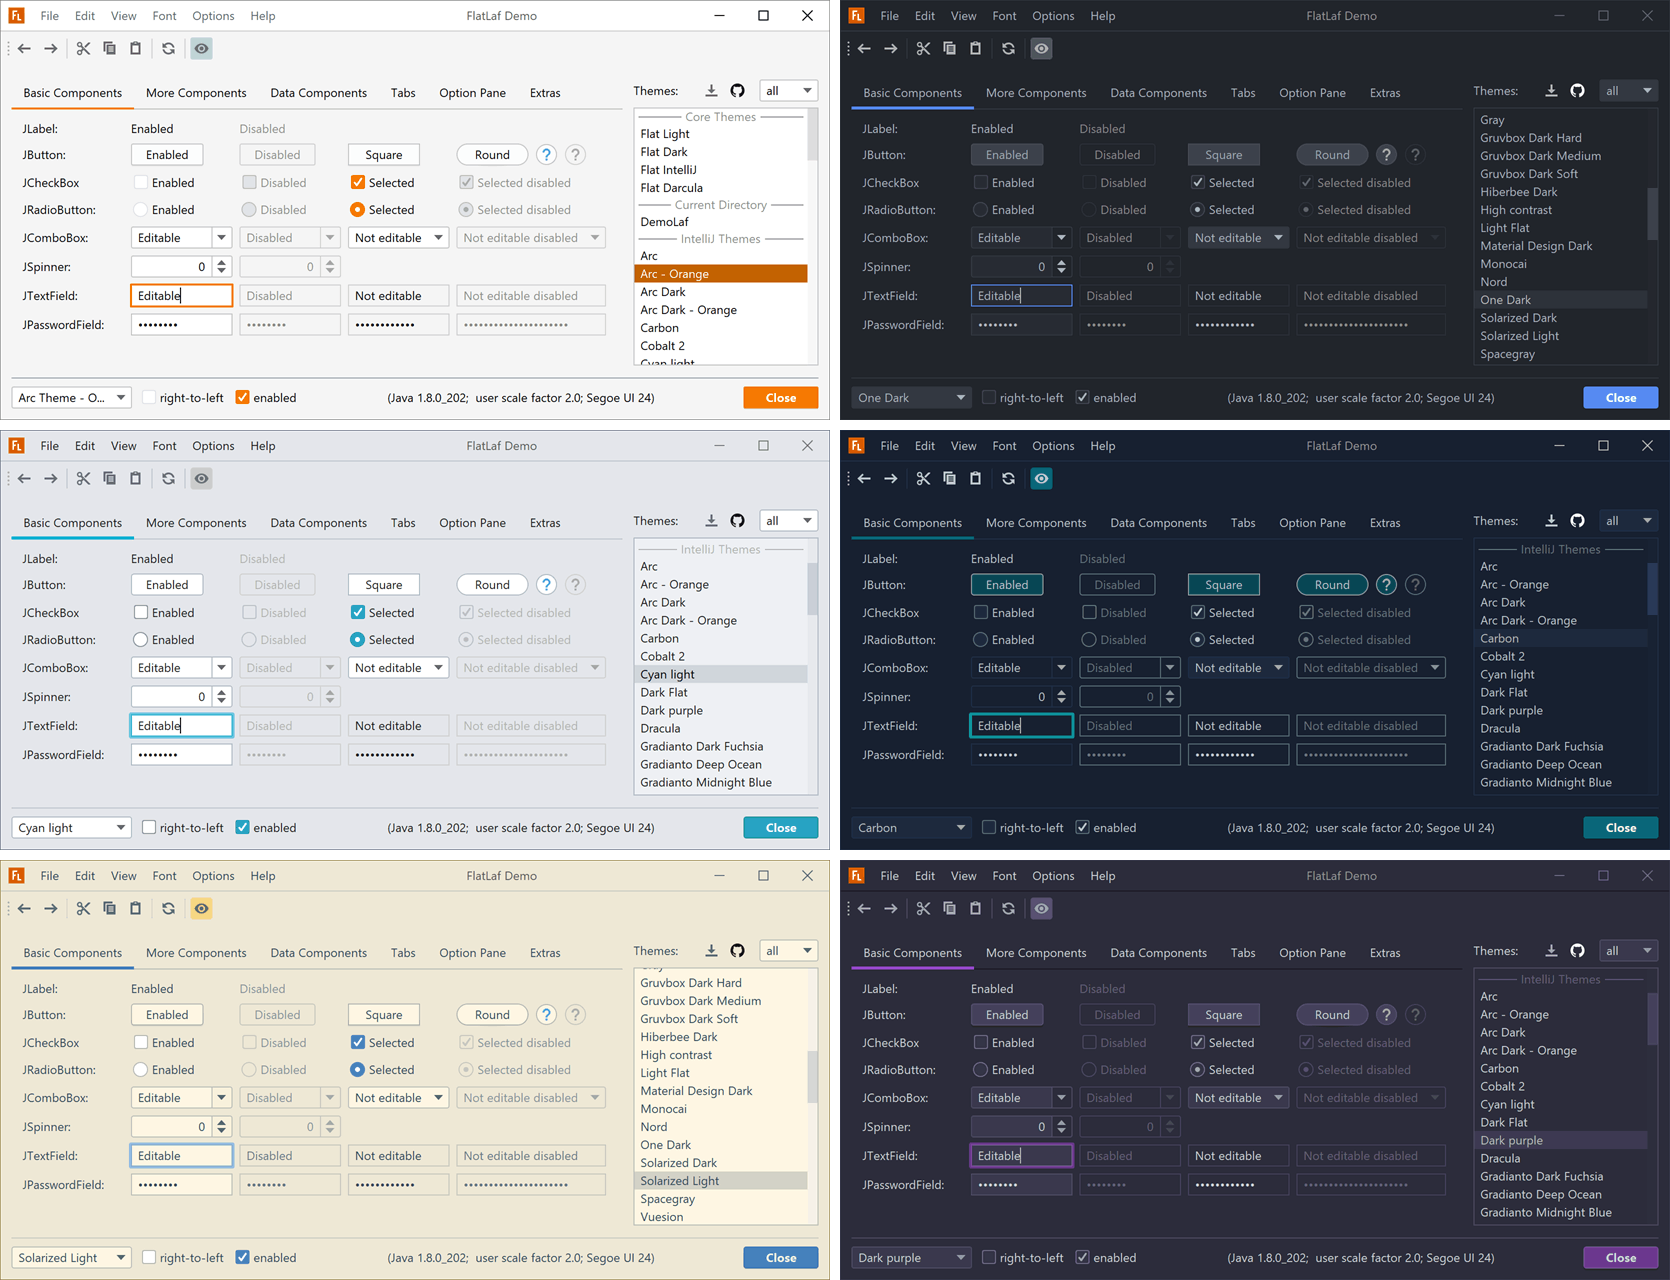 FL File Edit View Font Options Help FlatLaf Demo
Basic Components More Components Data Components Tabs Option Pane Extras
JLabel: Enabled Disabled
JButton: Enabled Disabled Square Round ? ?
JCheckBox Enabled Disabled Selected Selected disabled
JRadioButton: Enabled Disabled Selected Selected disabled
JComboBox: Editable Disabled Not editable Not editable disabled
JSpinner: 0 0
JTextField: Editable Disabled Not editable Not editable disabled
JPasswordField: •••••••• •••••••• •••••••••••• ••••••••••••••••••••
Themes: all
Core Themes
Flat Light
Flat Dark
Flat IntelliJ
Flat Darcula
Current Directory
DemoLaf
IntelliJ Themes
Arc
Arc - Orange
Arc Dark
Arc Dark - Orange
Carbon
Cobalt 2
Cyan light
Arc Theme - O... right-to-left enabled (Java 1.8.0_202; user scale factor 2.0; Segoe UI 24) Close
FL File Edit View Font Options Help FlatLaf Demo
Basic Components More Components Data Components Tabs Option Pane Extras
JLabel: Enabled Disabled
JButton: Enabled Disabled Square Round ? ?
JCheckBox Enabled Disabled Selected Selected disabled
JRadioButton: Enabled Disabled Selected Selected disabled
JComboBox: Editable Disabled Not editable Not editable disabled
JSpinner: 0 0
JTextField: Editable Disabled Not editable Not editable disabled
JPasswordField: •••••••• •••••••• •••••••••••• ••••••••••••••••••••
Themes: all
Gray
Gruvbox Dark Hard
Gruvbox Dark Medium
Gruvbox Dark Soft
Hiberbee Dark
High contrast
Light Flat
Material Design Dark
Monocai
Nord
One Dark
Solarized Dark
Solarized Light
Spacegray
One Dark right-to-left enabled (Java 1.8.0_202; user scale factor 2.0; Segoe UI 24) Close
FL File Edit View Font Options Help FlatLaf Demo
Basic Components More Components Data Components Tabs Option Pane Extras
JLabel: Enabled Disabled
JButton: Enabled Disabled Square Round ? ?
JCheckBox Enabled Disabled Selected Selected disabled
JRadioButton: Enabled Disabled Selected Selected disabled
JComboBox: Editable Disabled Not editable Not editable disabled
JSpinner: 0 0
JTextField: Editable Disabled Not editable Not editable disabled
JPasswordField: •••••••• •••••••• •••••••••••• ••••••••••••••••••••
Themes: all
IntelliJ Themes
Arc
Arc - Orange
Arc Dark
Arc Dark - Orange
Carbon
Cobalt 2
Cyan light
Dark Flat
Dark purple
Dracula
Gradianto Dark Fuchsia
Gradianto Deep Ocean
Gradianto Midnight Blue
Cyan light right-to-left enabled (Java 1.8.0_202; user scale factor 2.0; Segoe UI 24) Close
FL File Edit View Font Options Help FlatLaf Demo
Basic Components More Components Data Components Tabs Option Pane Extras
JLabel: Enabled Disabled
JButton: Enabled Disabled Square Round ? ?
JCheckBox Enabled Disabled Selected Selected disabled
JRadioButton: Enabled Disabled Selected Selected disabled
JComboBox: Editable Disabled Not editable Not editable disabled
JSpinner: 0 0
JTextField: Editable Disabled Not editable Not editable disabled
JPasswordField: •••••••• •••••••• •••••••••••• ••••••••••••••••••••
Themes: all
IntelliJ Themes
Arc
Arc - Orange
Arc Dark
Arc Dark - Orange
Carbon
Cobalt 2
Cyan light
Dark Flat
Dark purple
Dracula
Gradianto Dark Fuchsia
Gradianto Deep Ocean
Gradianto Midnight Blue
Carbon right-to-left enabled (Java 1.8.0_202; user scale factor 2.0; Segoe UI 24) Close
FL File Edit View Font Options Help FlatLaf Demo
Basic Components More Components Data Components Tabs Option Pane Extras
JLabel: Enabled Disabled
JButton: Enabled Disabled Square Round ? ?
JCheckBox Enabled Disabled Selected Selected disabled
JRadioButton: Enabled Disabled Selected Selected disabled
JComboBox: Editable Disabled Not editable Not editable disabled
JSpinner: 0 0
JTextField: Editable Disabled Not editable Not editable disabled
JPasswordField: •••••••• •••••••• •••••••••••• ••••••••••••••••••••
Themes: all
Gray
Gruvbox Dark Hard
Gruvbox Dark Medium
Gruvbox Dark Soft
Hiberbee Dark
High contrast
Light Flat
Material Design Dark
Monocai
Nord
One Dark
Solarized Dark
Solarized Light
Spacegray
Vuesion
Solarized Light right-to-left enabled (Java 1.8.0_202; user scale factor 2.0; Segoe UI 24) Close
FL File Edit View Font Options Help FlatLaf Demo
Basic Components More Components Data Components Tabs Option Pane Extras
JLabel: Enabled Disabled
JButton: Enabled Disabled Square Round ? ?
JCheckBox Enabled Disabled Selected Selected disabled
JRadioButton: Enabled Disabled Selected Selected disabled
JComboBox: Editable Disabled Not editable Not editable disabled
JSpinner: 0 0
JTextField: Editable Disabled Not editable Not editable disabled
JPasswordField: •••••••• •••••••• •••••••••••• ••••••••••••••••••••
Themes: all
IntelliJ Themes
Arc
Arc - Orange
Arc Dark
Arc Dark - Orange
Carbon
Cobalt 2
Cyan light
Dark Flat
Dark purple
Dracula
Gradianto Dark Fuchsia
Gradianto Deep Ocean
Gradianto Midnight Blue
Dark purple right-to-left enabled (Java 1.8.0_202; user scale factor 2.0; Segoe UI 24) Close